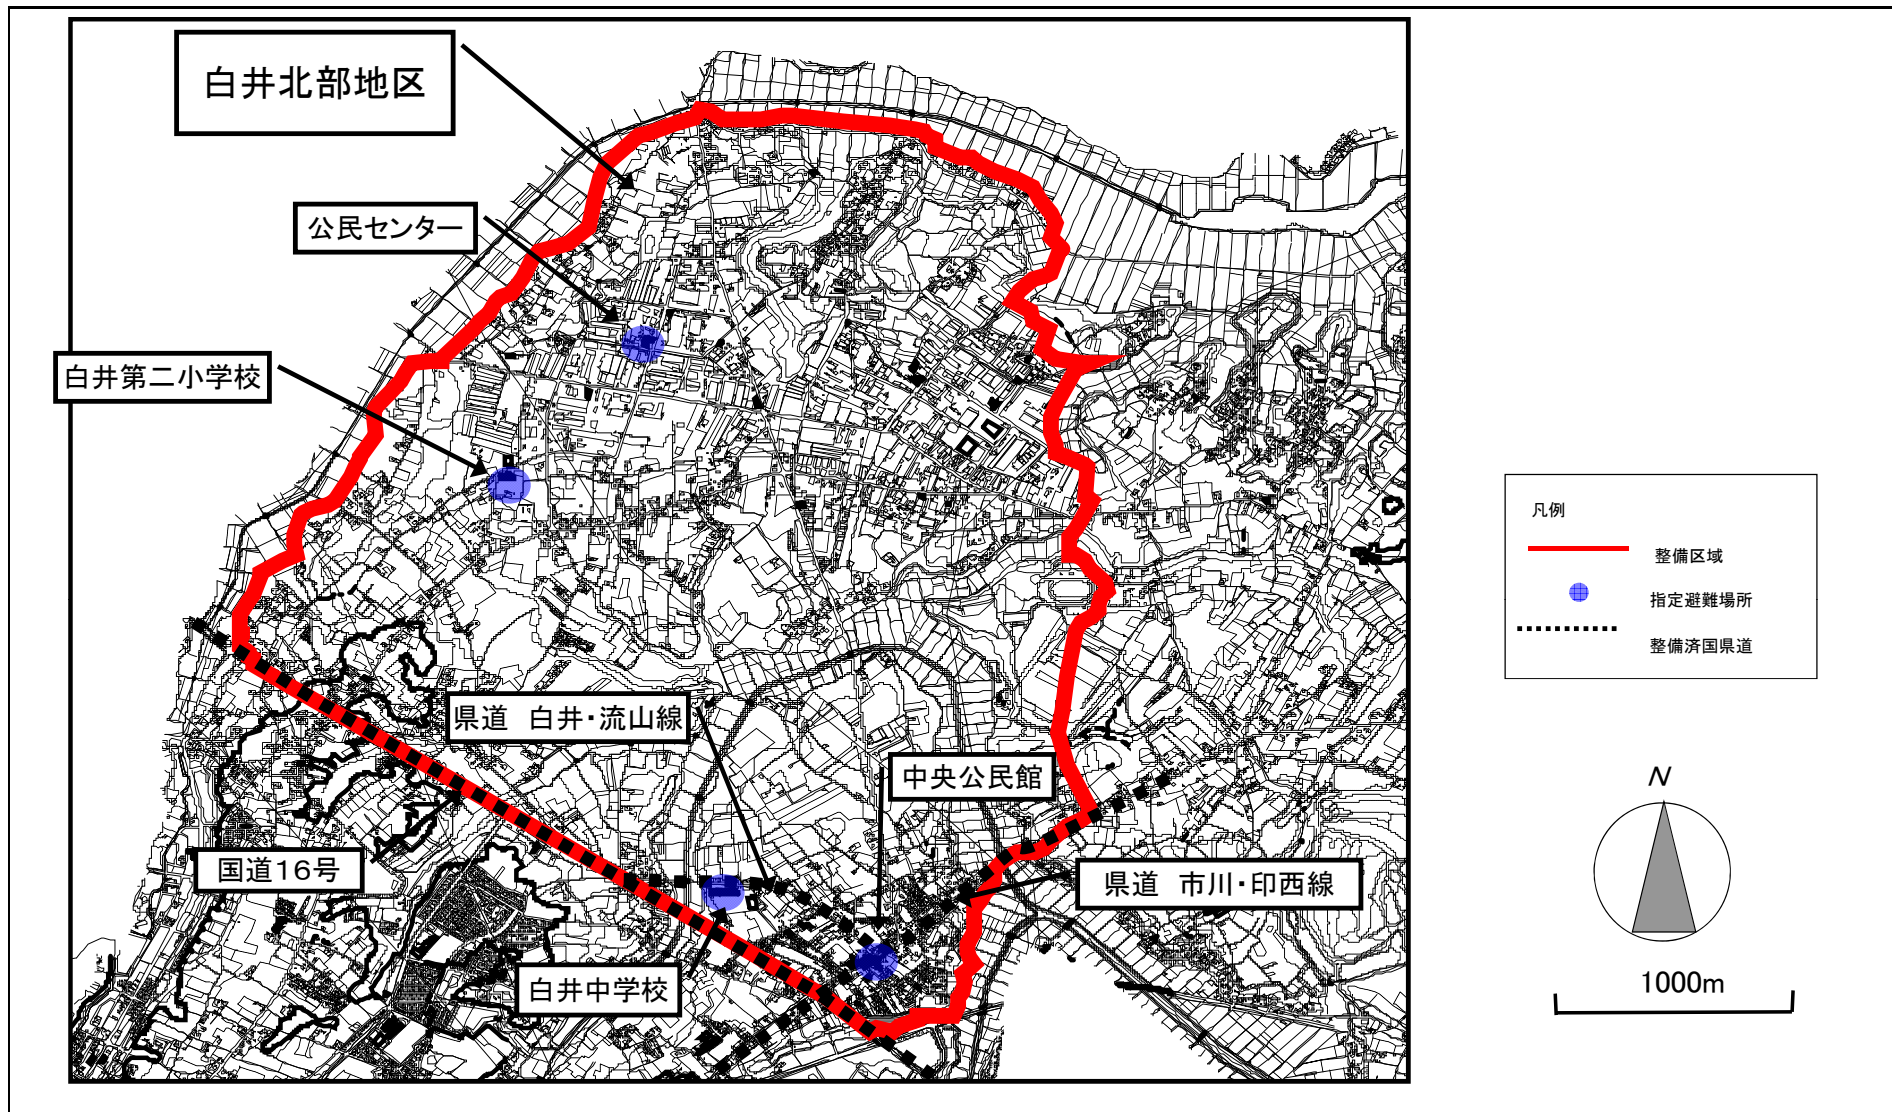 白井北部地区
公民センター
白井第二小学校
県道 白井・流山線
中央公民館
国道16号
県道 市川・印西線
白井中学校
凡例
整備区域
指定避難場所
整備済国県道
N
1000m